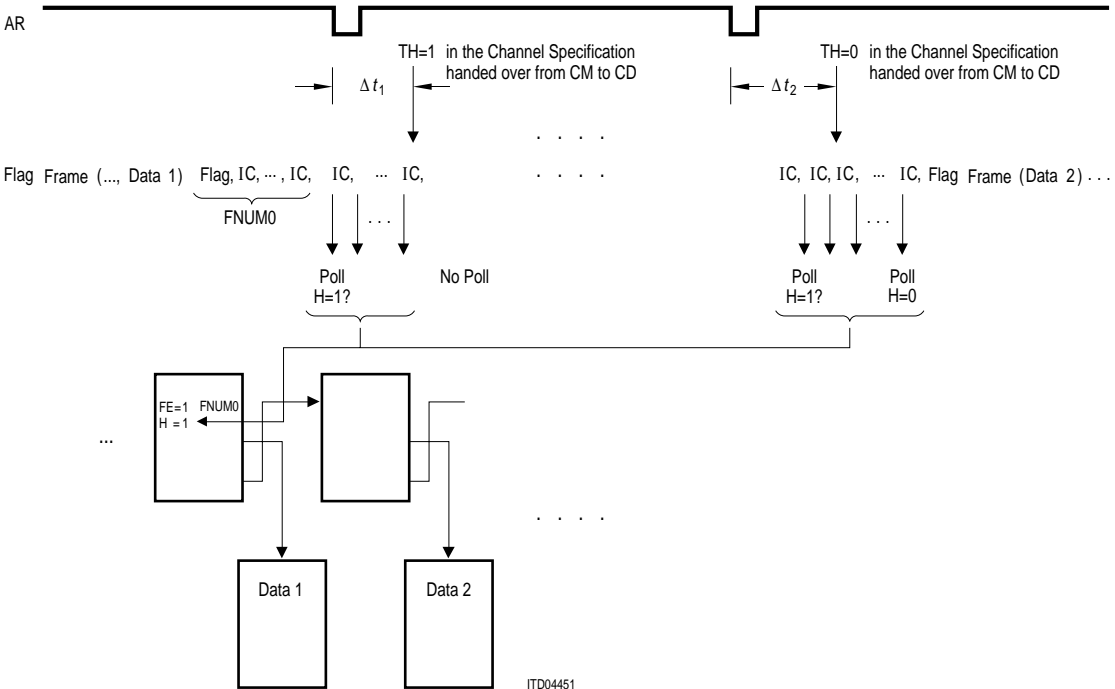 AR
TH=1 in the Channel Specification
handed over from CM to CD
TH=0 in the Channel Specification
handed over from CM to CD
Δt1
Δt2
. . . .
Flag Frame (..., Data 1) Flag, IC, ··· , IC, IC, ··· IC, . . . . IC, IC, IC, ··· IC, Flag Frame (Data 2) . . .
FNUM0
. . .
. . .
Poll
H=1?
No Poll
Poll
H=1?
Poll
H=0
FE=1 FNUM0
H =1
...
. . . .
Data 1
Data 2
ITD04451